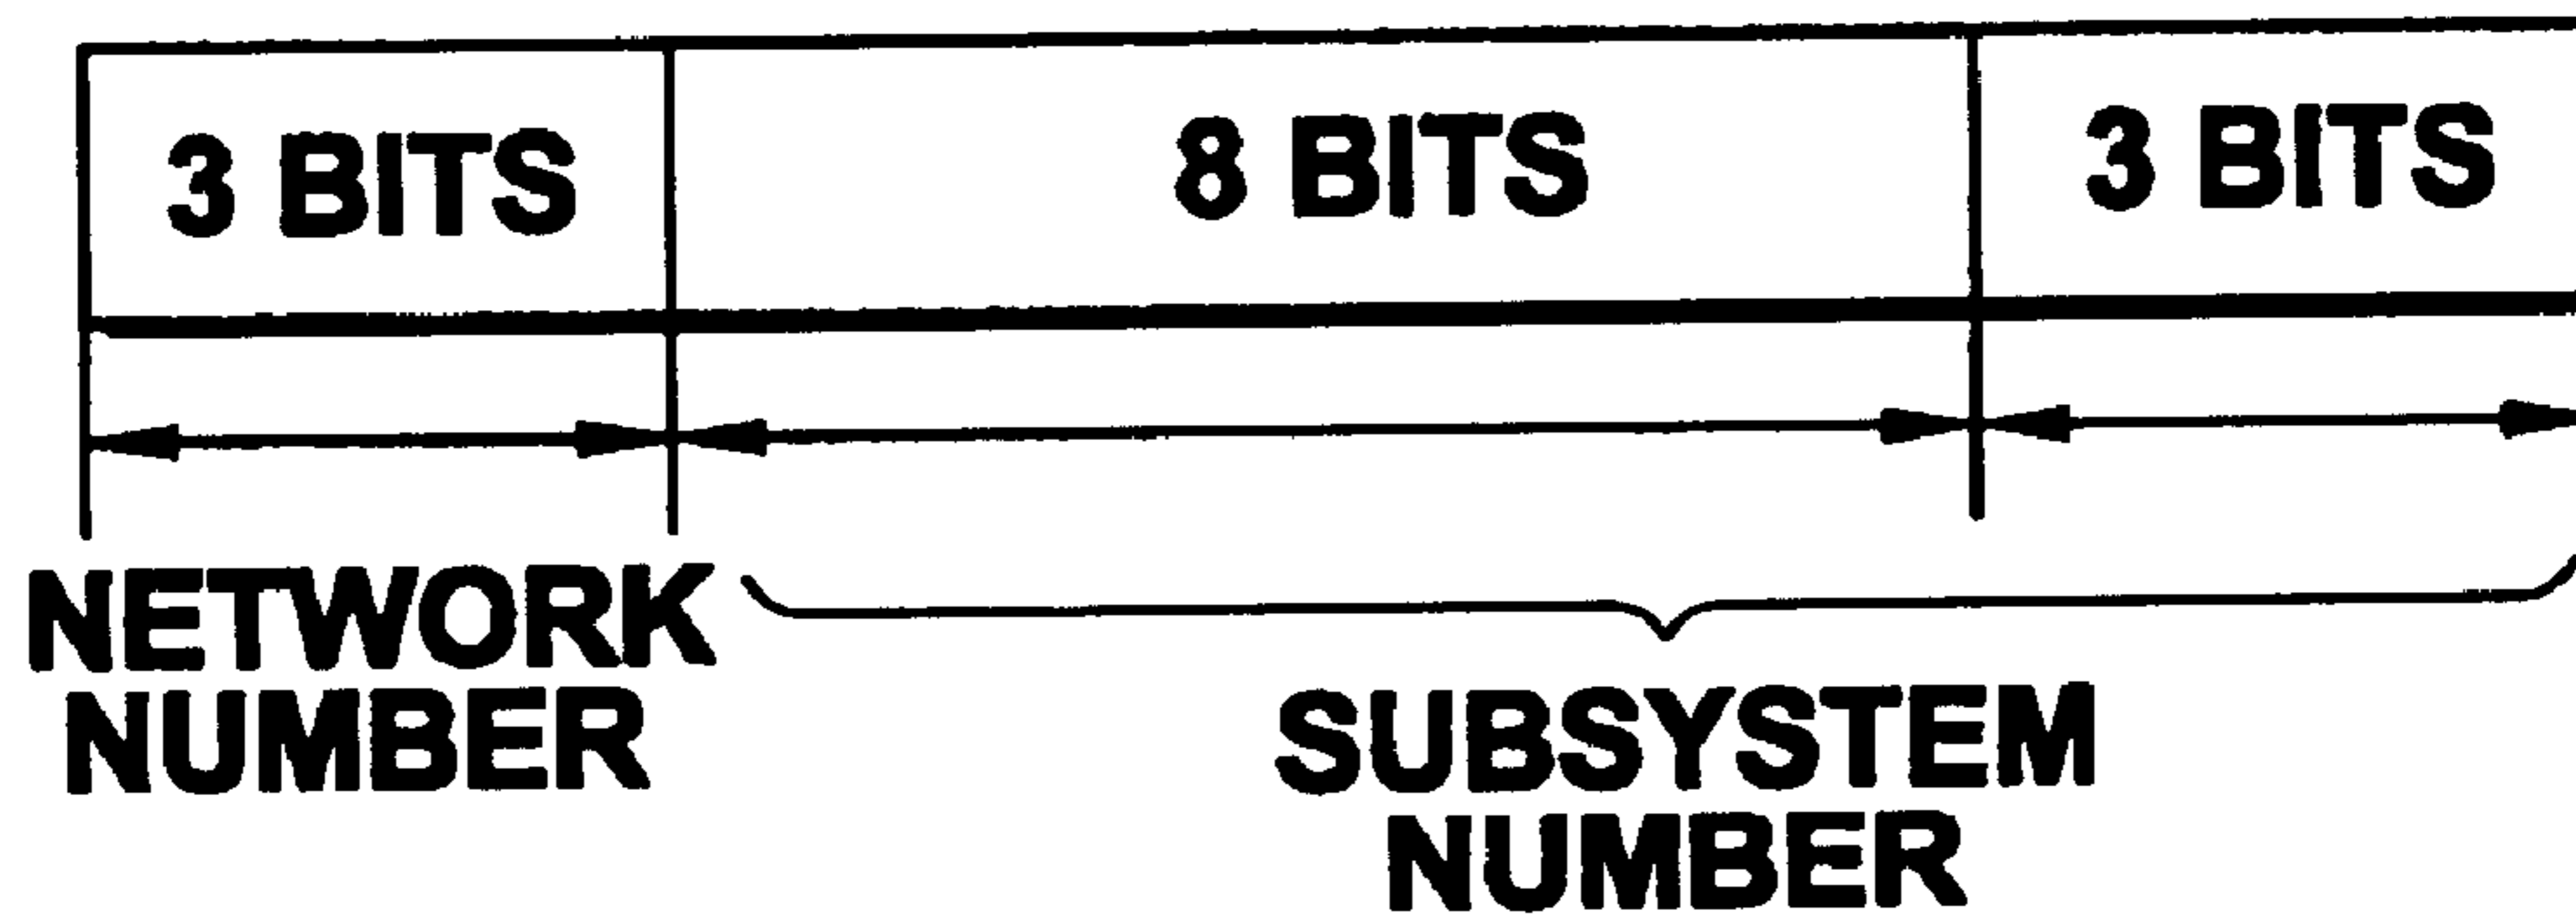 3 BITS 8 BITS 3 BITS
NETWORK
NUMBER
SUBSYSTEM
NUMBER